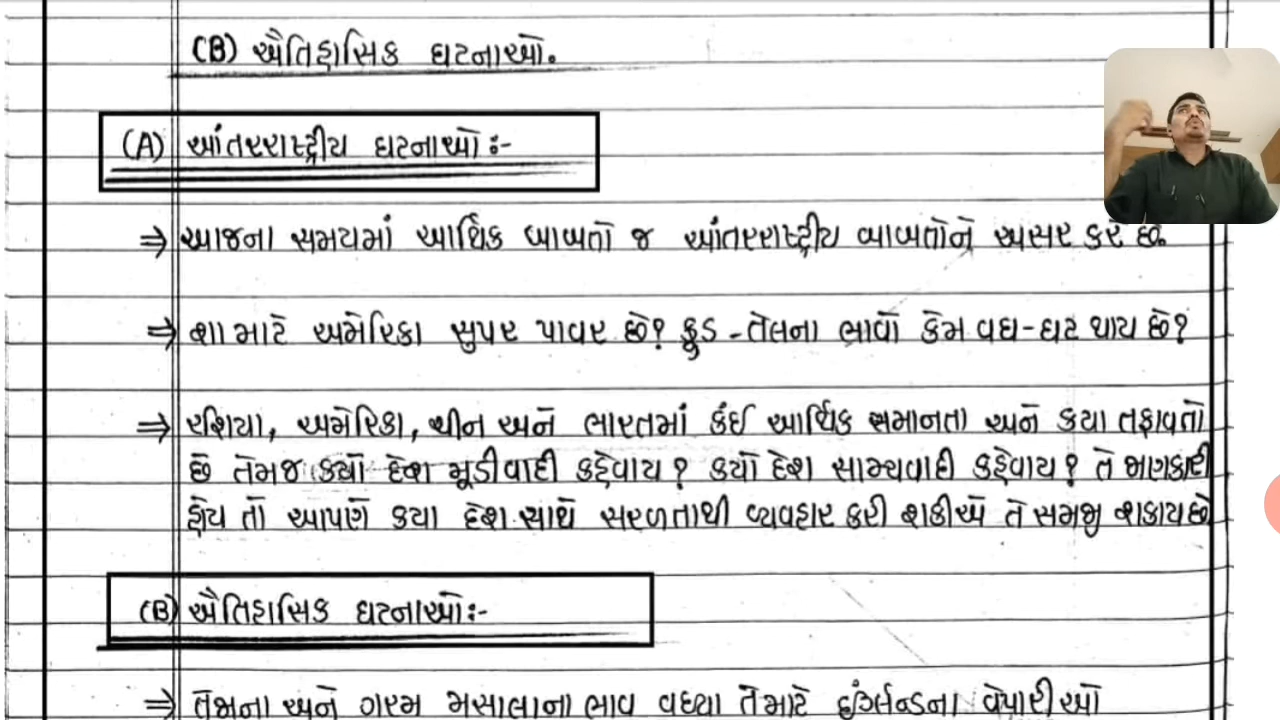 (B) ઐતિહાસિક ઘટનાઓ.
(A) આંતરરાષ્ટ્રીય ઘટનાઓ :-
⇒ આજના સમયમાં આર્થિક બાબતો જ આંતરરાષ્ટ્રીય બાબતોને અસર કરે છે.
⇒ શા માટે અમેરિકા સુપર પાવર છે? ક્રુડ - તેલના ભાવો કેમ વધ-ઘટ થાય છે?
⇒ રશિયા, અમેરિકા, ચીન અને ભારતમાં કંઈ આર્થિક સમાનતા અને કયા તફાવતો
છે તેમજ કયો દેશ મૂડીવાદી કહેવાય? કયો દેશ સામ્યવાદી કહેવાય? તે જાણકારી
હોય તો આપણે કયા દેશ સાથે સરળતાથી વ્યવહાર કરી શકીએ તે સમજી શકાય છે
(B) ઐતિહાસિક ઘટનાઓ :-
⇒ તેજાના અને ગરમ મસાલાના ભાવ વધ્યા તે માટે ઈંગ્લેન્ડના વેપારીઓ